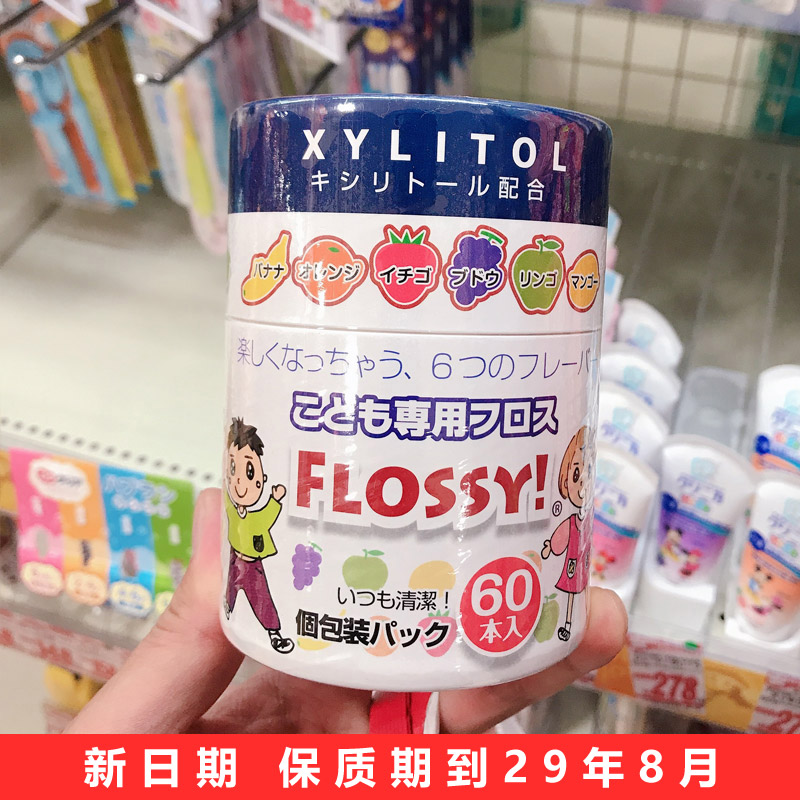 XYLITOL
キシリトール配合
バナナ
オレンジ
イチゴ
ブドウ
リンゴ
マンゴー
楽しくなっちゃう、6つのフレーバー
こども専用フロス
FLOSSY!
®
いつも清潔!
個包装パック
60
本入
278
27
新日期 保质期到29年8月